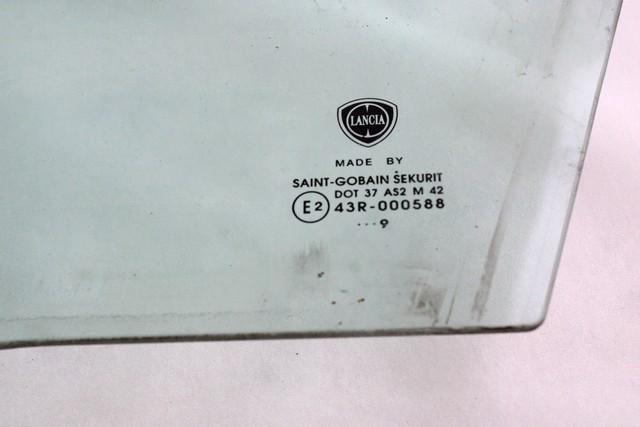 LANCIA
MADE BY
SAINT-GOBAIN SEKURIT
DOT 37 AS2 M 42
E2 43R-000588
...9